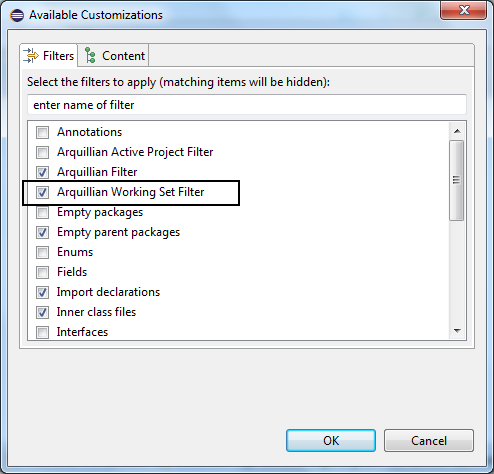 Available Customizations
Filters Content
Select the filters to apply (matching items will be hidden):
enter name of filter
Annotations
Arquillian Active Project Filter
Arquillian Filter
Arquillian Working Set Filter
Empty packages
Empty parent packages
Enums
Fields
Import declarations
Inner class files
Interfaces
OK Cancel